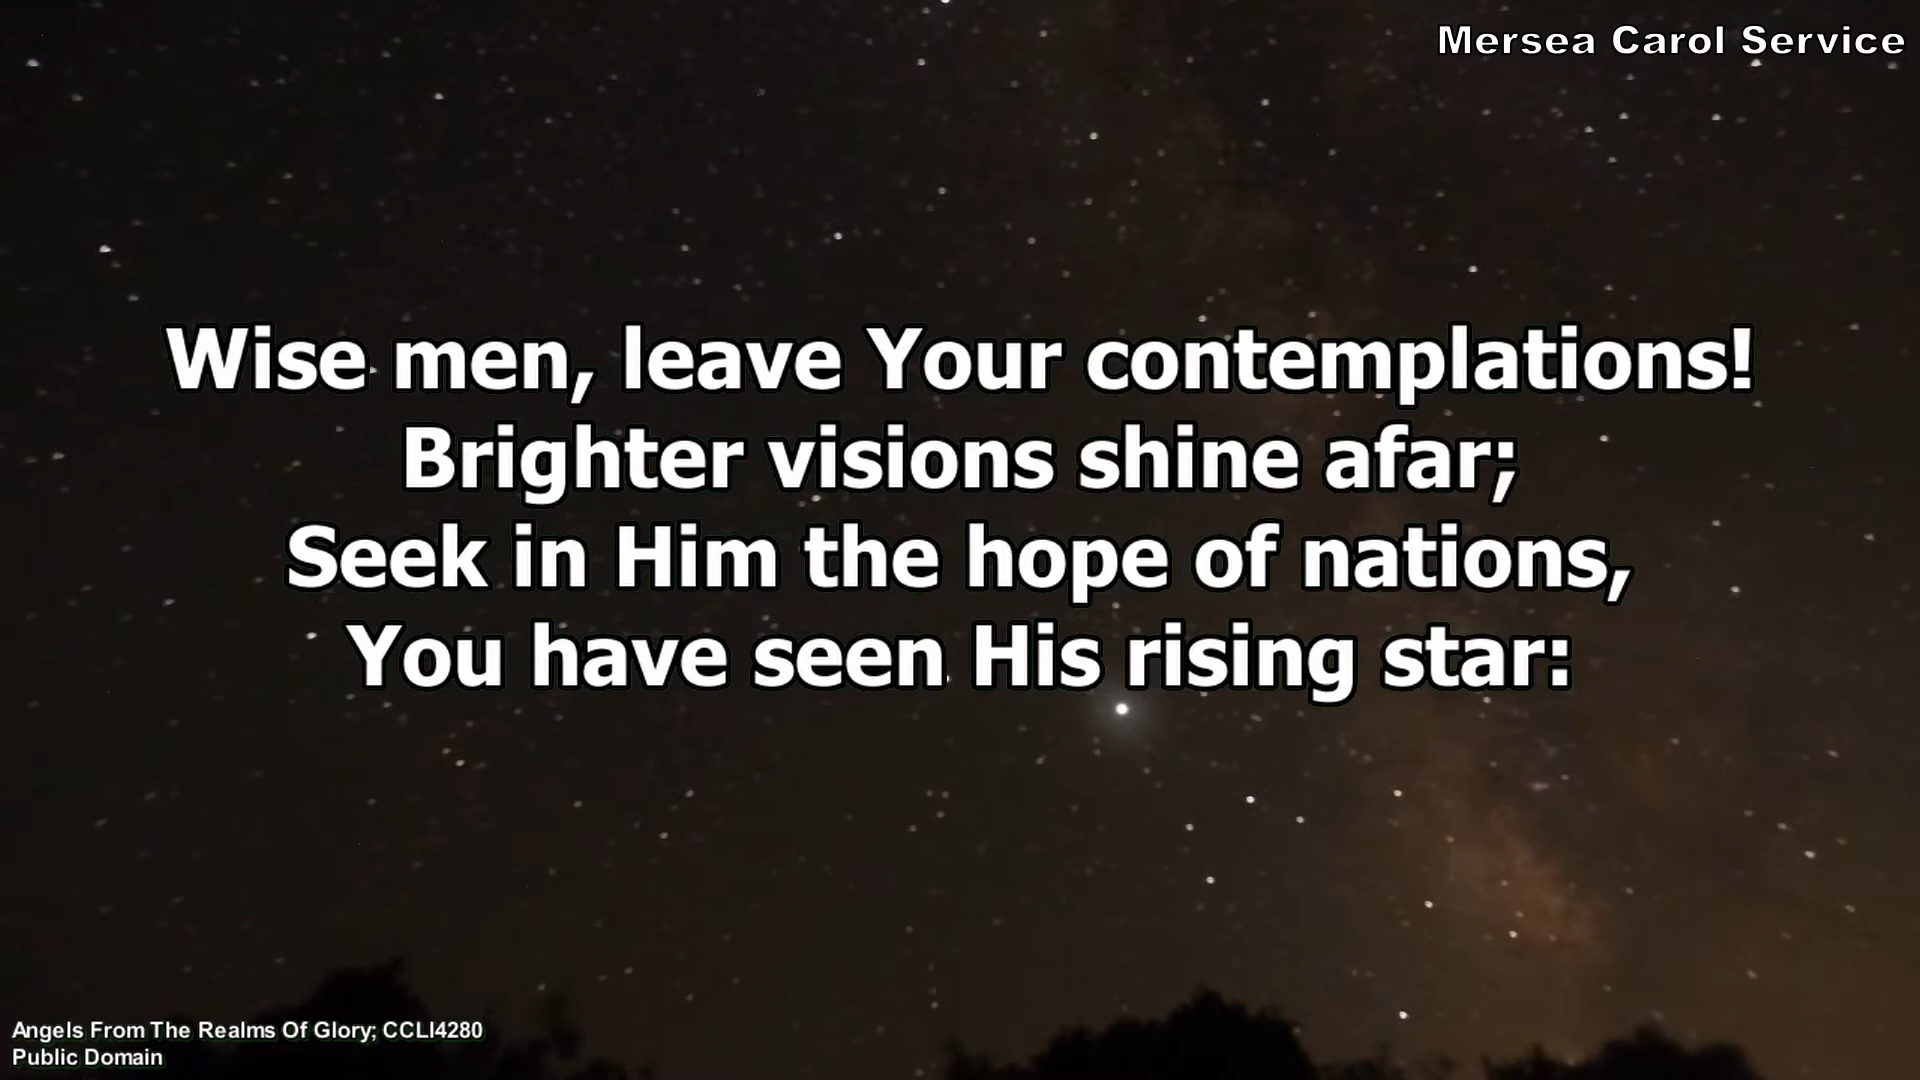 Mersea Carol Service
Wise men, leave Your contemplations!
Brighter visions shine afar;
Seek in Him the hope of nations,
You have seen His rising star:
Angels From The Realms Of Glory; CCLI4280
Public Domain